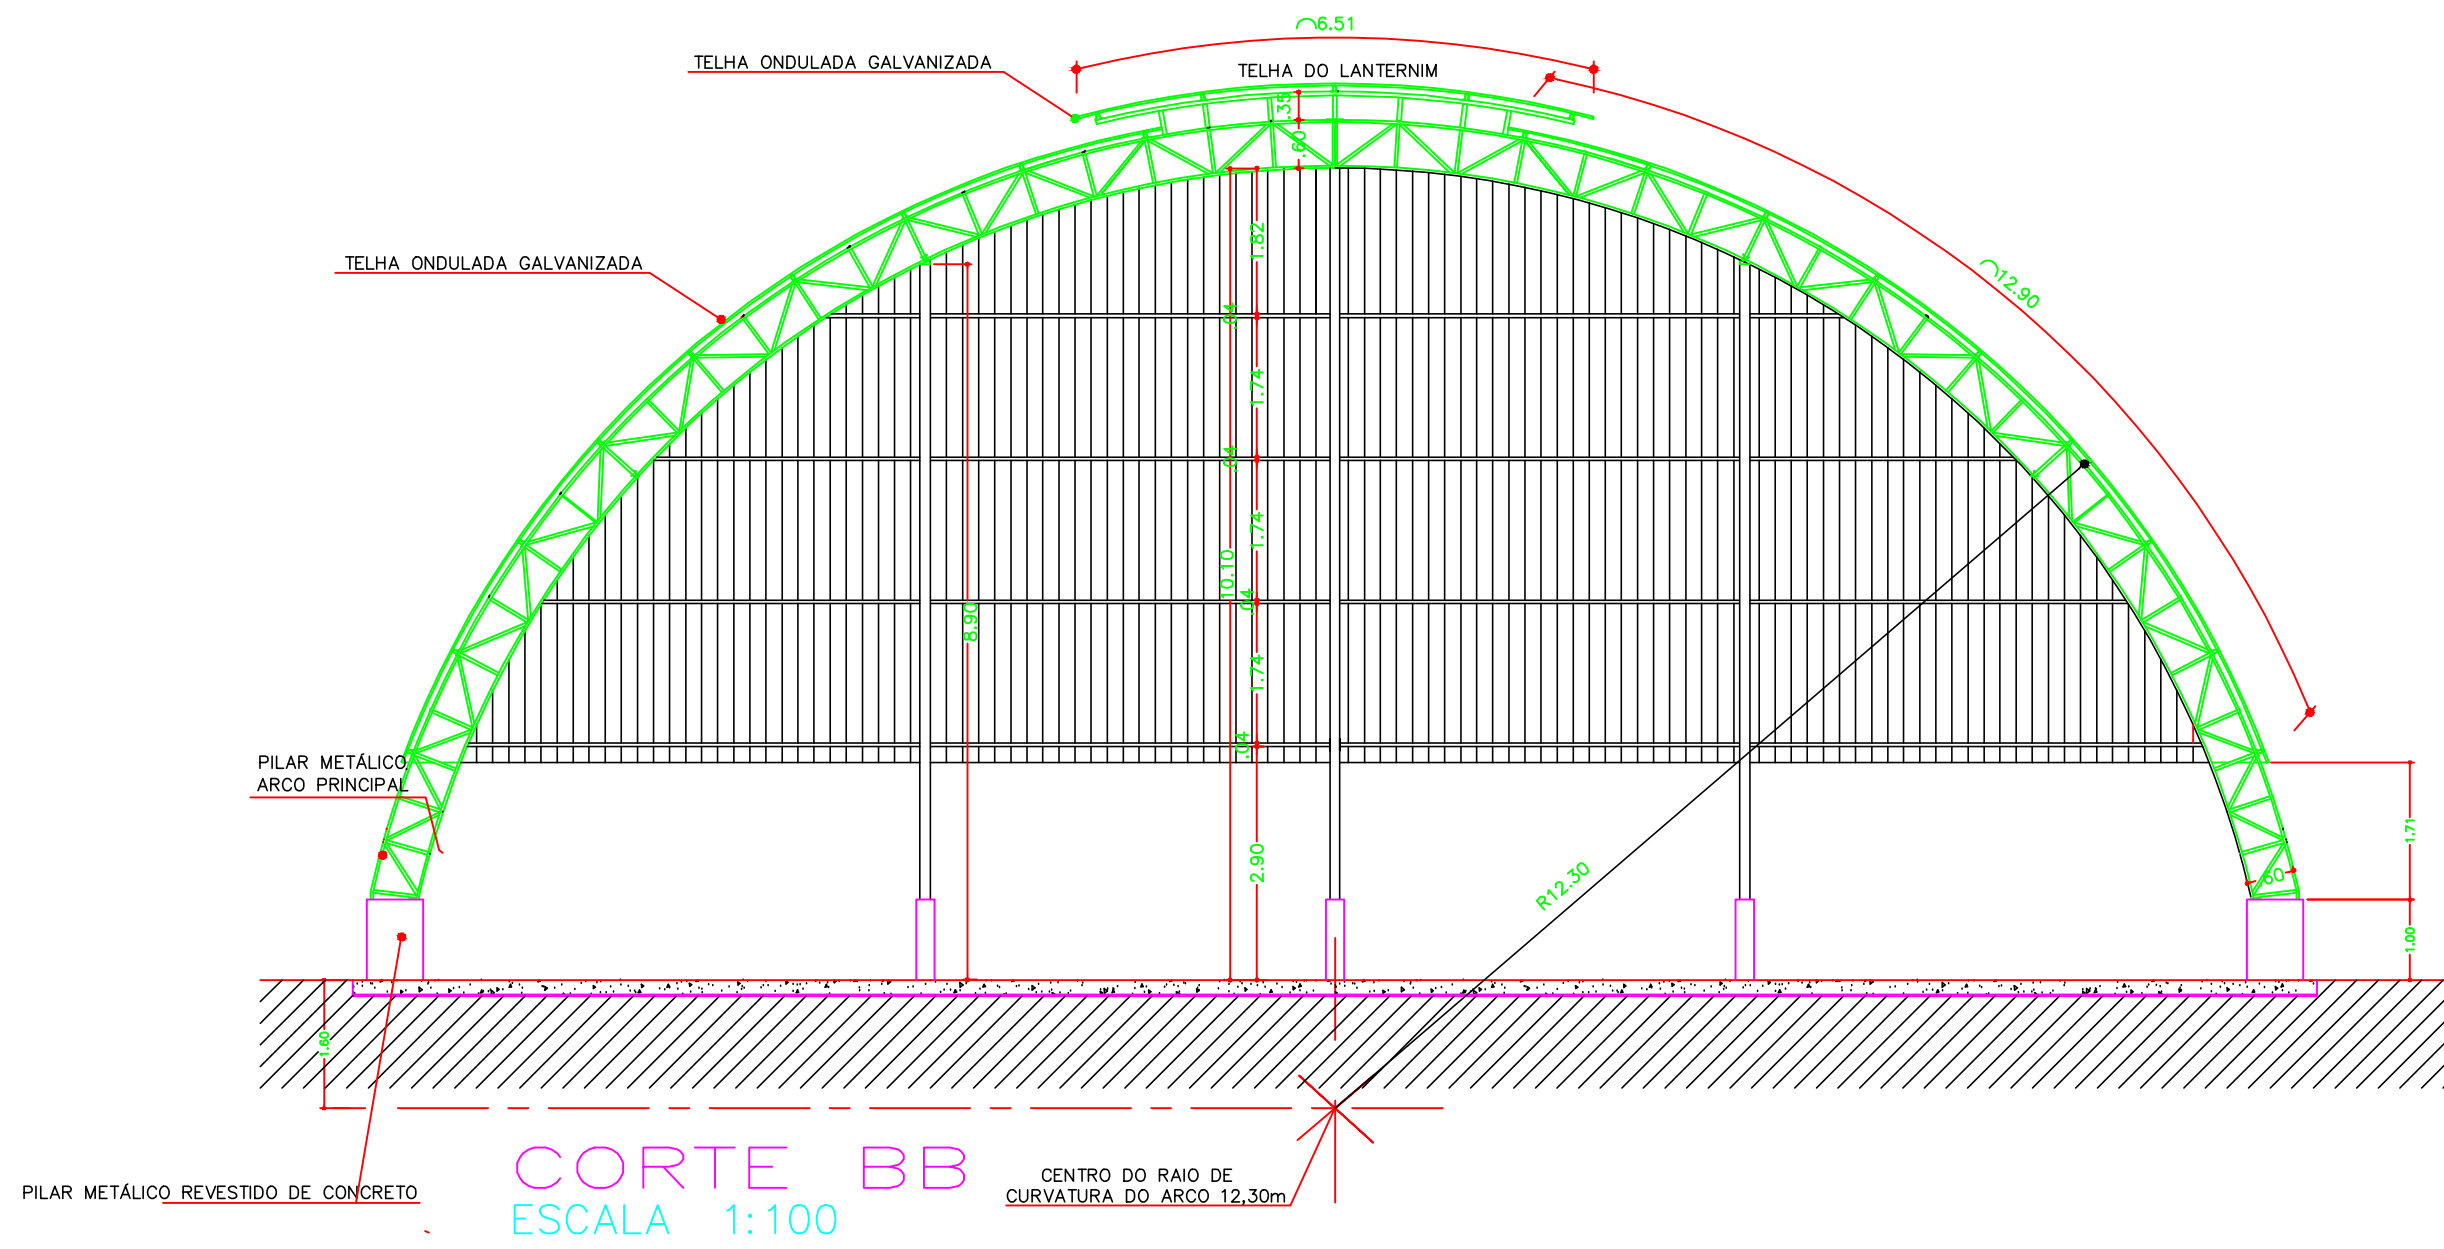 6.51
TELHA ONDULADA GALVANIZADA
TELHA DO LANTERNIM
.35
.60
1.82
TELHA ONDULADA GALVANIZADA
12.90
.04
1.74
.04
1.74
10.10
.04
8.90
1.74
.04
PILAR METÁLICO
ARCO PRINCIPAL
1.71
2.90
R12.30
.60
1.00
1.60
CORTE BB
ESCALA 1:100
PILAR METÁLICO REVESTIDO DE CONCRETO
CENTRO DO RAIO DE
CURVATURA DO ARCO 12,30m